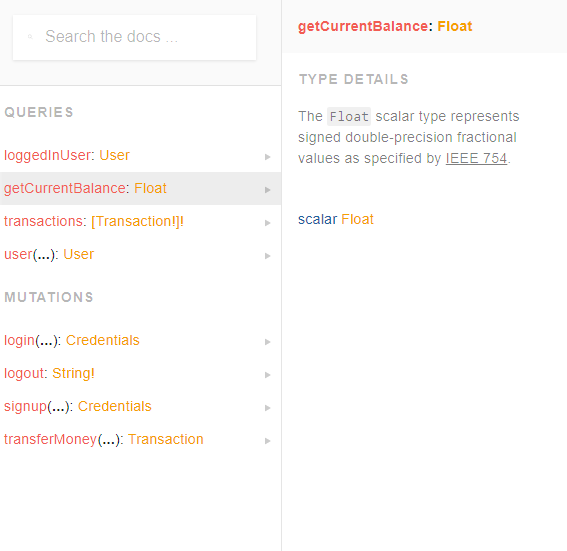 Search the docs ...
QUERIES
loggedInUser: User
getCurrentBalance: Float
transactions: [Transaction!]!
user(...): User
MUTATIONS
login(...): Credentials
logout: String!
signup(...): Credentials
transferMoney(...): Transaction
getCurrentBalance: Float
TYPE DETAILS
The Float scalar type represents
signed double-precision fractional
values as specified by IEEE 754.
scalar Float